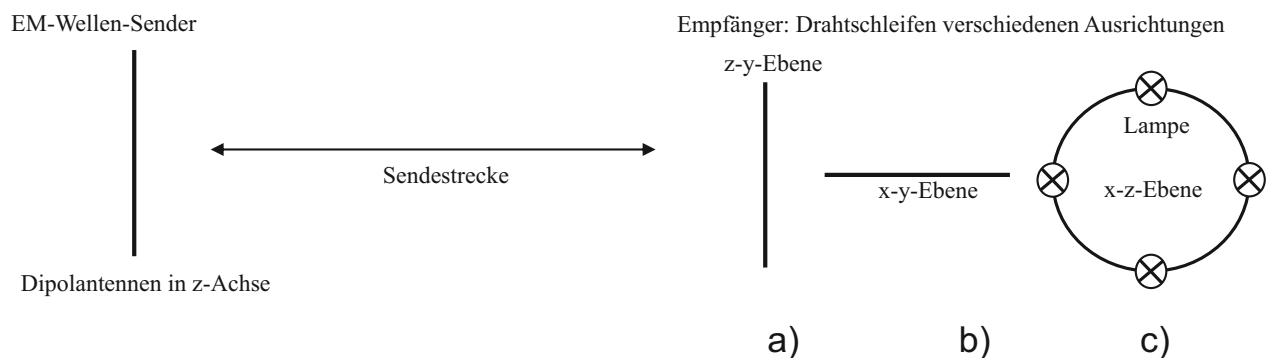 EM-Wellen-Sender
Empfänger: Drahtschleifen verschiedenen Ausrichtungen
z-y-Ebene
Lampe
Sendestrecke
x-y-Ebene
x-z-Ebene
Dipolantennen in z-Achse
a)
b)
c)